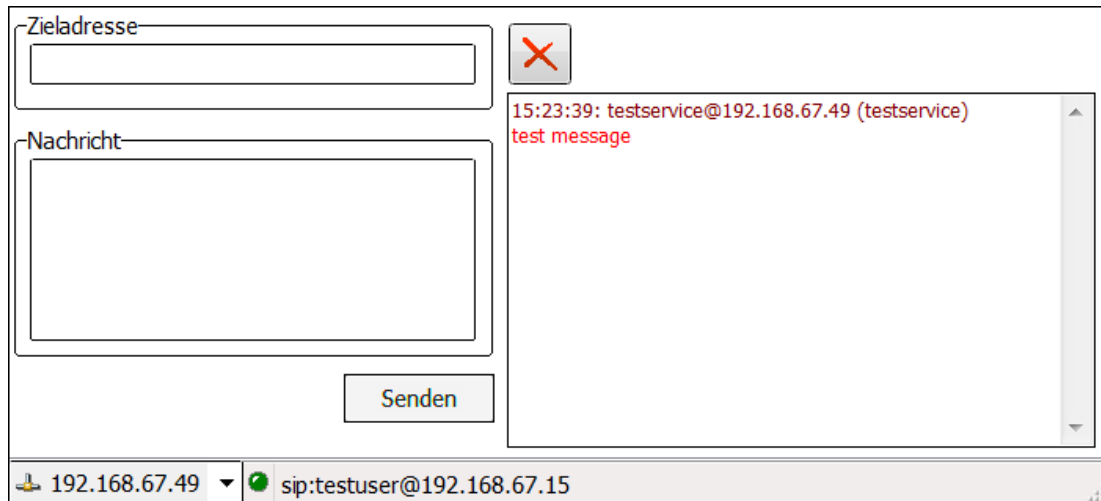 Zieladresse
Nachricht
Senden
15:23:39: testservice@192.168.67.49 (testservice)
test message
192.168.67.49
sip:testuser@192.168.67.15